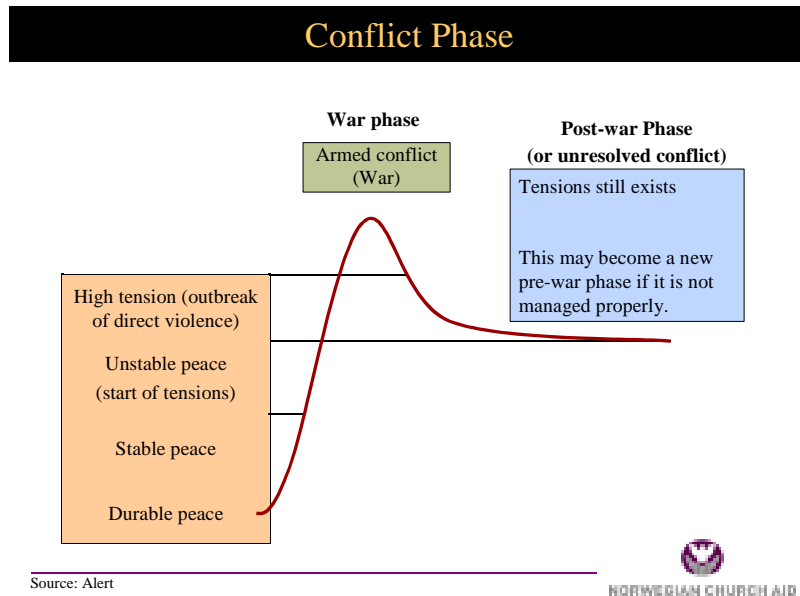 Conflict Phase
War phase
Armed conflict
(War)
Post-war Phase
(or unresolved conflict)
Tensions still exists
This may become a new
pre-war phase if it is not
managed properly.
High tension (outbreak
of direct violence)
Unstable peace
(start of tensions)
Stable peace
Durable peace
Source: Alert
NORWEGIAN CHURCH AID